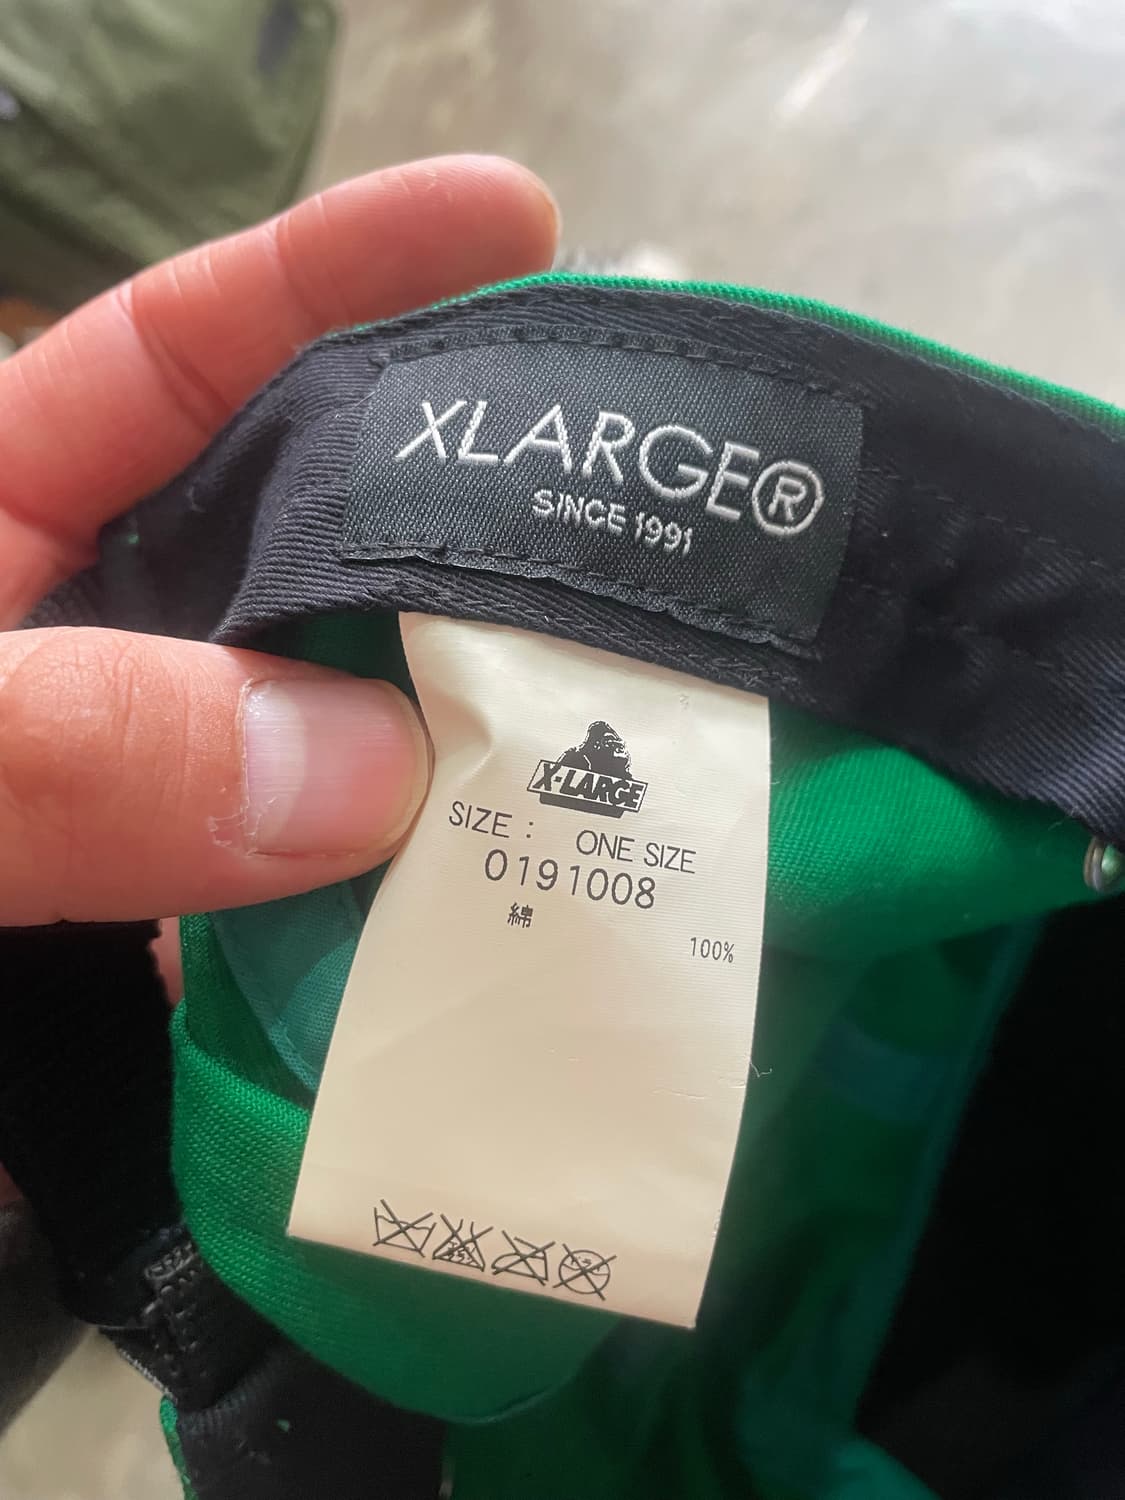 XLARGE®
SINCE 1991
X-LARGE
SIZE : ONE SIZE
0191008
綿 100%